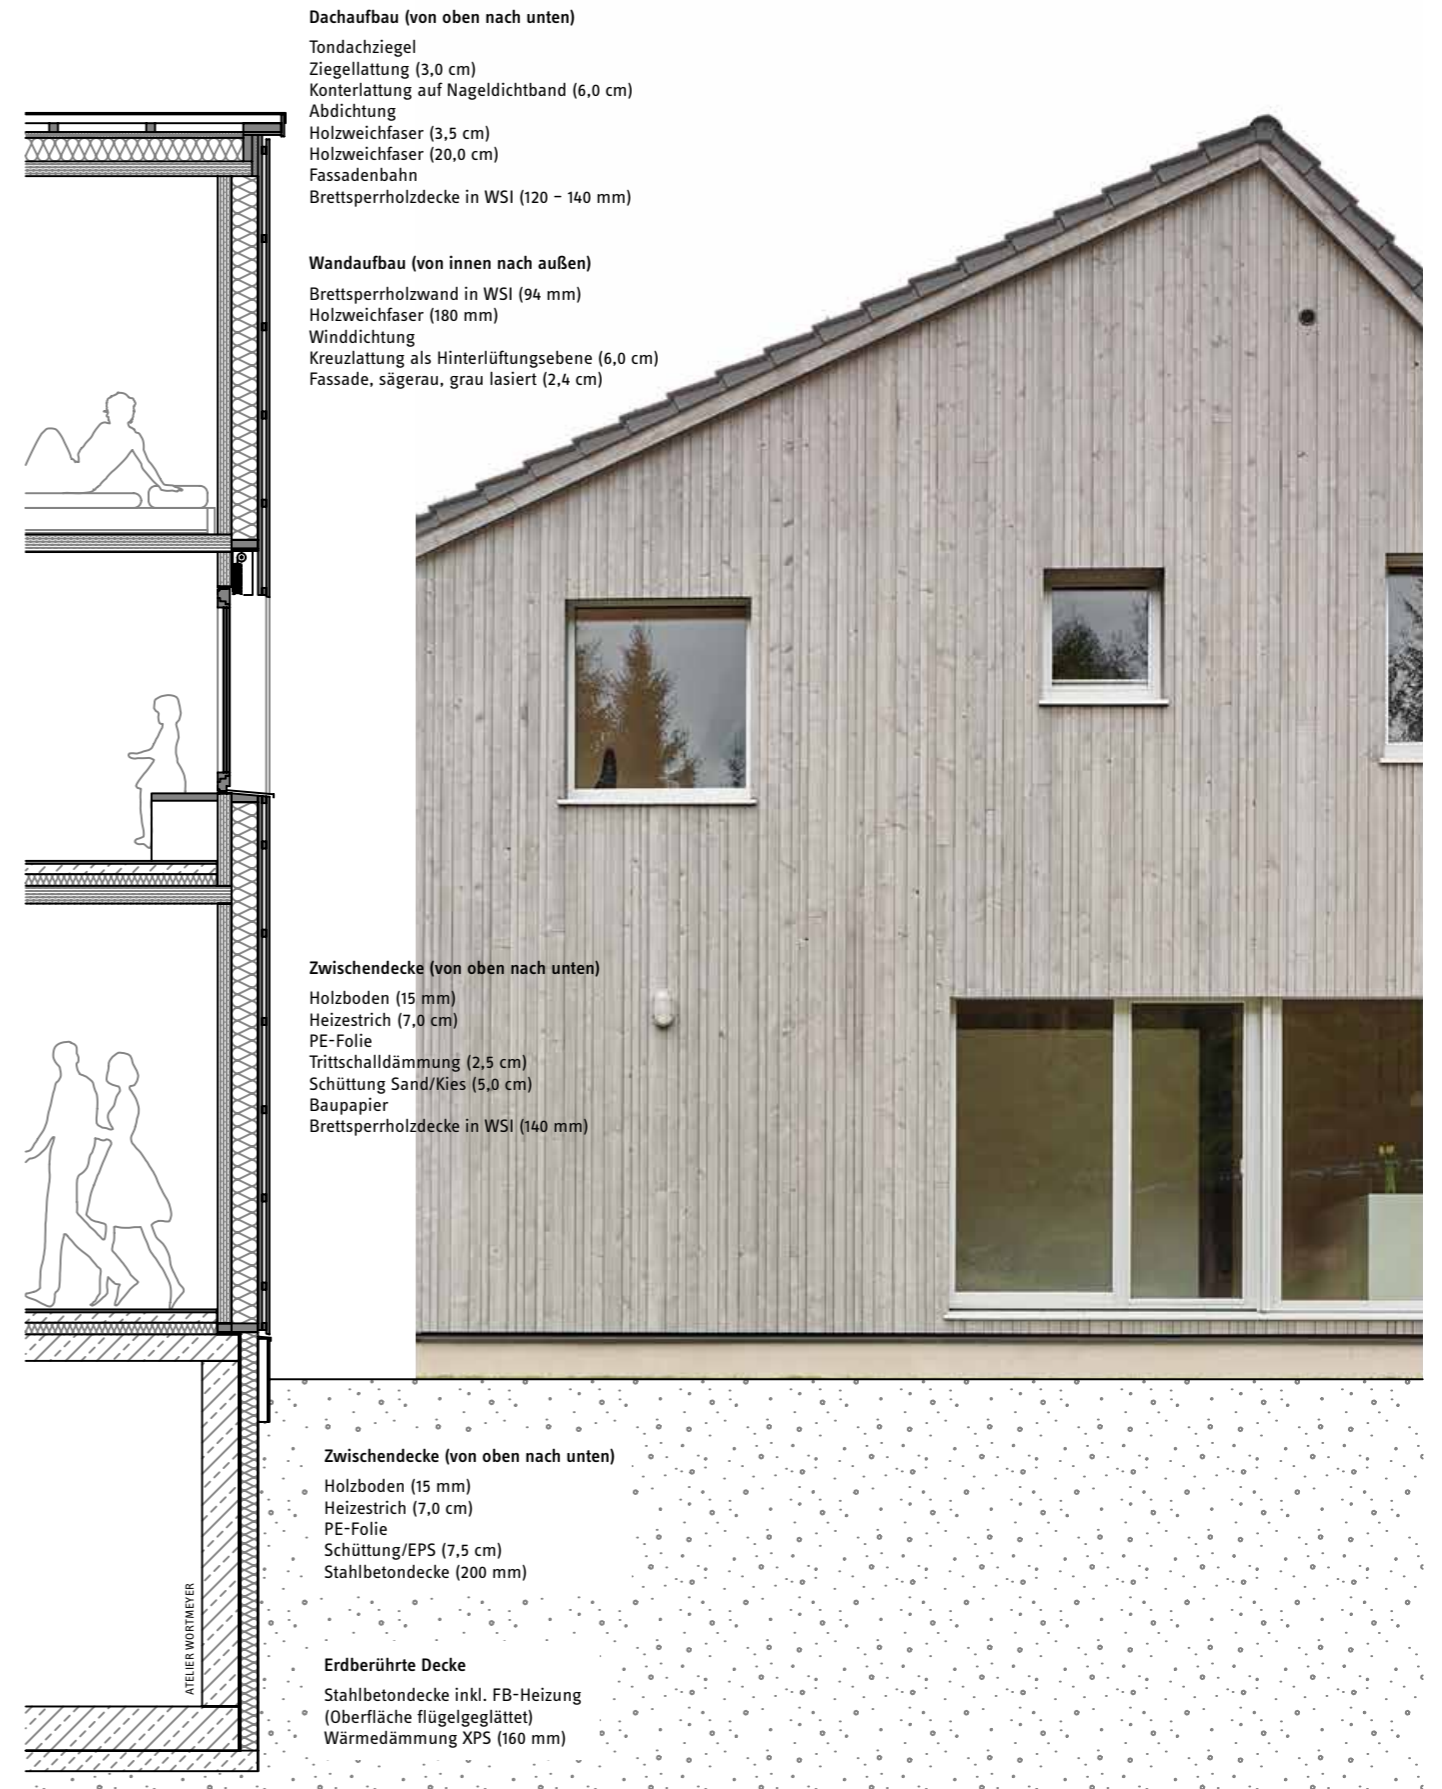 Dachaufbau (von oben nach unten)
Tondachziegel
Ziegellattung (3,0 cm)
Konterlattung auf Nageldichtband (6,0 cm)
Abdichtung
Holzweichfaser (3,5 cm)
Holzweichfaser (20,0 cm)
Fassadenbahn
Brettsperrholzdecke in WSI (120 – 140 mm)
Wandaufbau (von innen nach außen)
Brettsperrholzwand in WSI (94 mm)
Holzweichfaser (180 mm)
Winddichtung
Kreuzlattung als Hinterlüftungsebene (6,0 cm)
Fassade, sägerau, grau lasiert (2,4 cm)
Zwischendecke (von oben nach unten)
Holzboden (15 mm)
Heizestrich (7,0 cm)
PE-Folie
Trittschalldämmung (2,5 cm)
Schüttung Sand/Kies (5,0 cm)
Baupapier
Brettsperrholzdecke in WSI (140 mm)
Zwischendecke (von oben nach unten)
Holzboden (15 mm)
Heizestrich (7,0 cm)
PE-Folie
Schüttung/EPS (7,5 cm)
Stahlbetondecke (200 mm)
Erdberührte Decke
Stahlbetondecke inkl. FB-Heizung
(Oberfläche flügelgeglättet)
Wärmedämmung XPS (160 mm)
ATELIER WORTMEYER